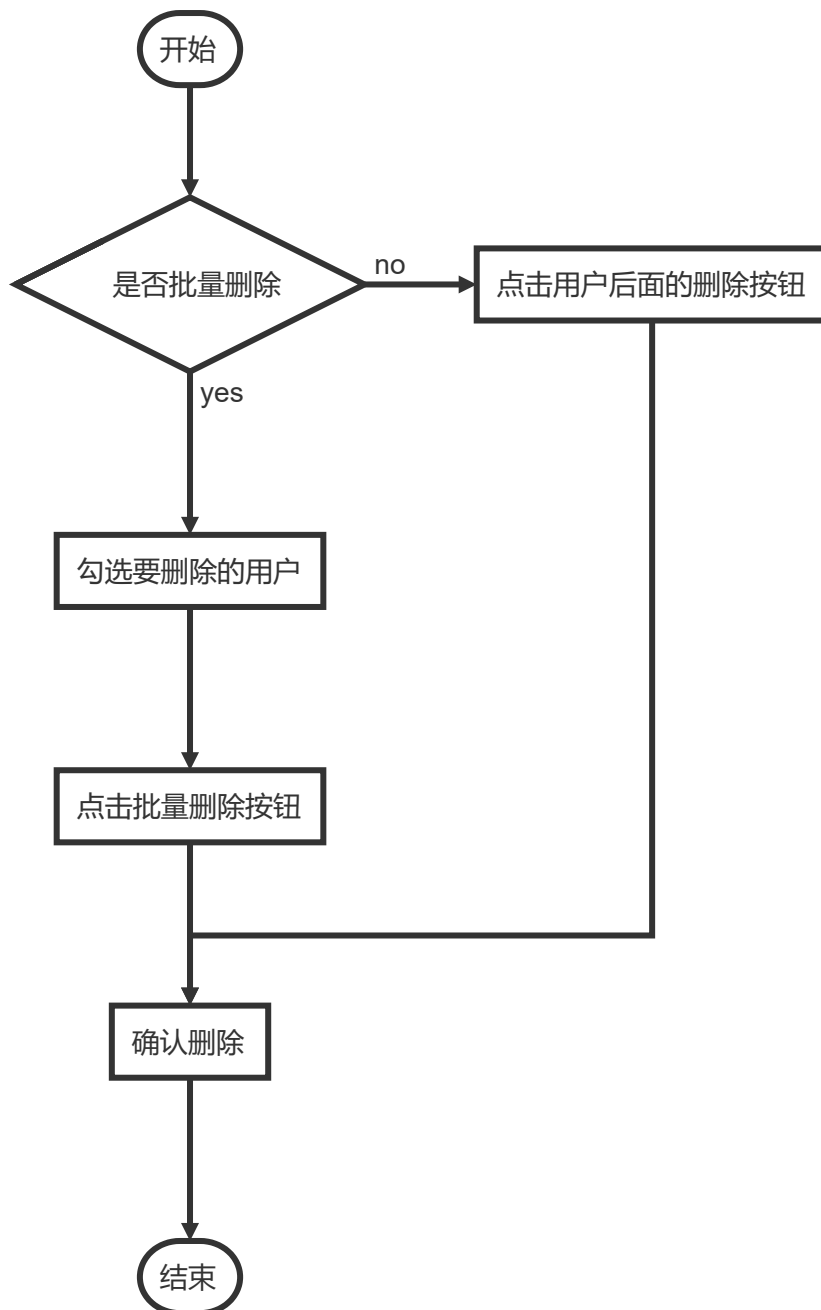 开始
是否批量删除
no
点击用户后面的删除按钮
yes
勾选要删除的用户
点击批量删除按钮
确认删除
结束